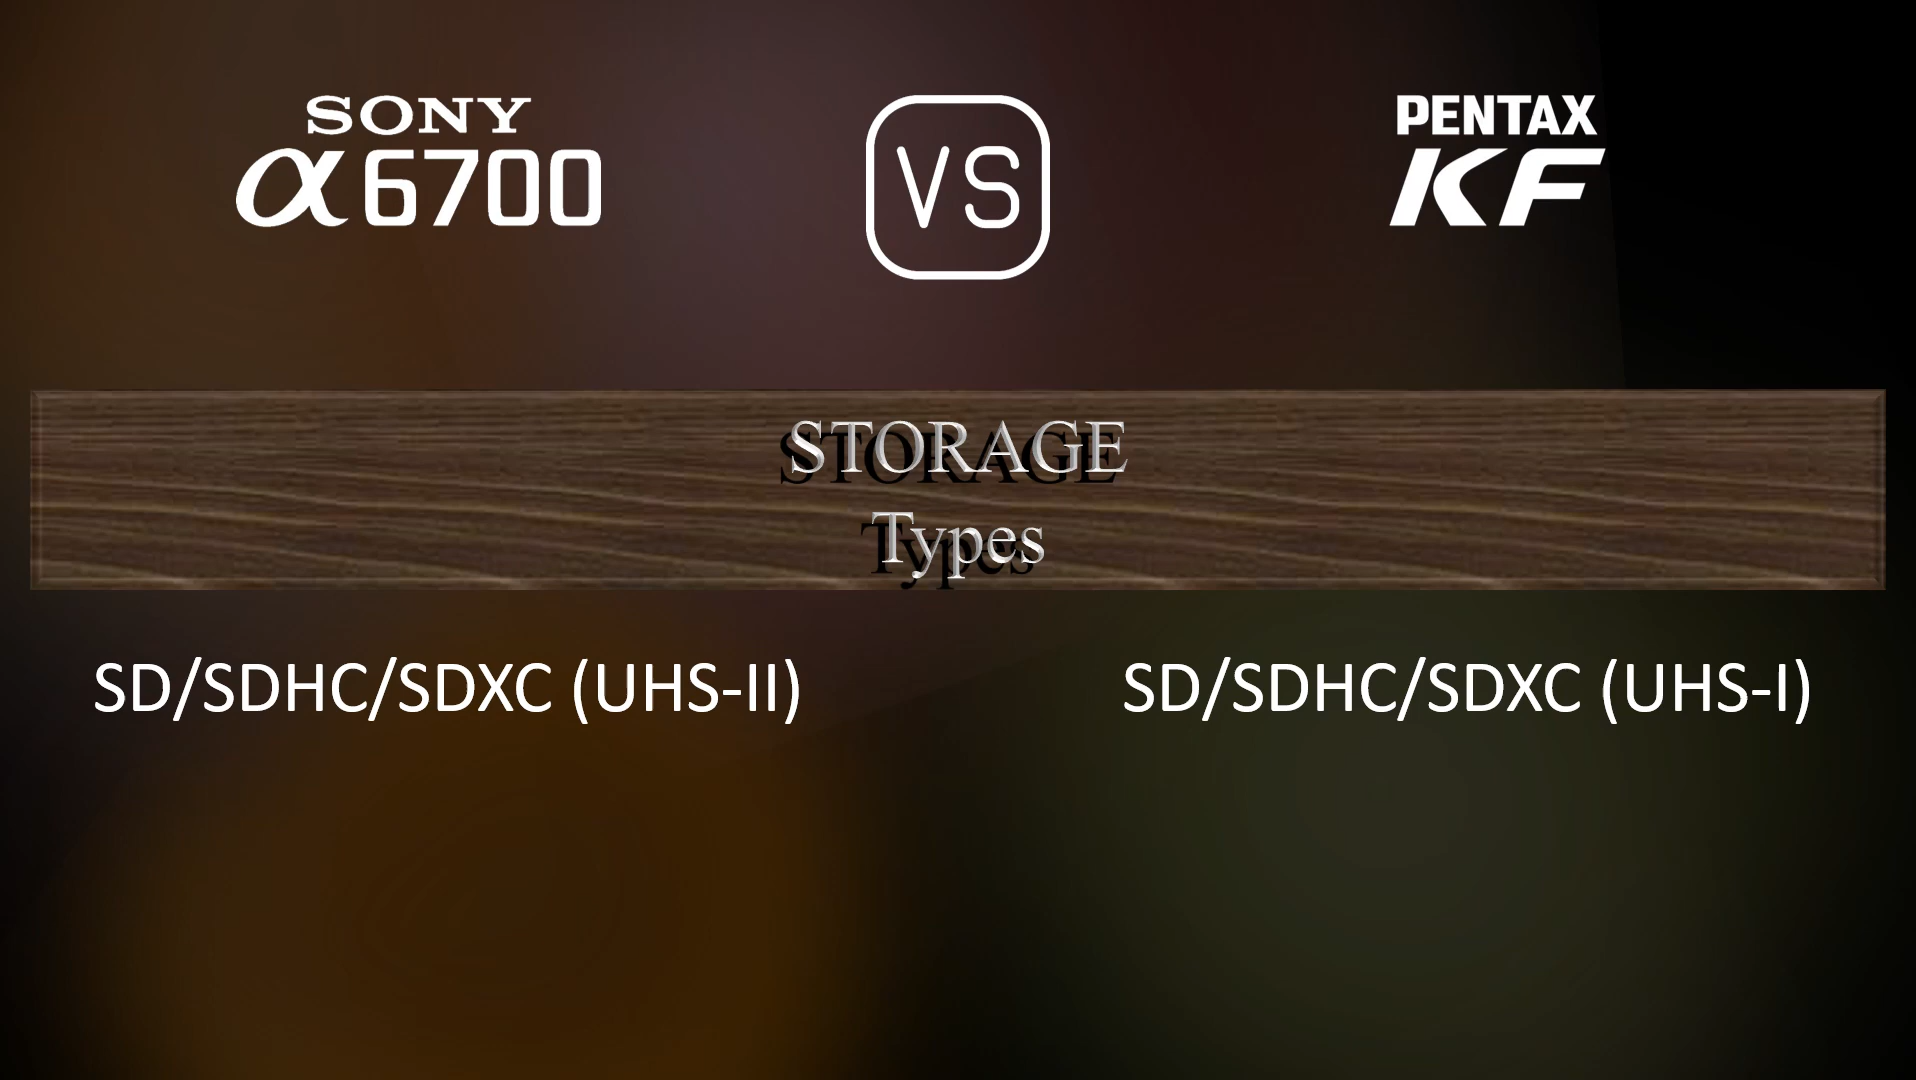 SONY
α6700
VS
PENTAX
KF
STORAGE
Types
SD/SDHC/SDXC (UHS-II)
SD/SDHC/SDXC (UHS-I)